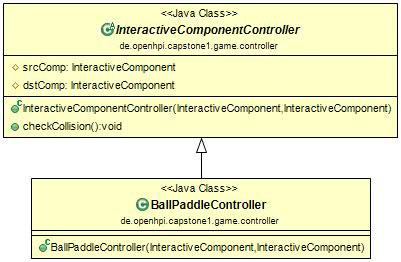 <<Java Class>>
InteractiveComponentController
de.openhpi.capstone1.game.controller
srcComp: InteractiveComponent
dstComp: InteractiveComponent
InteractiveComponentController(InteractiveComponent,InteractiveComponent)
checkCollision():void
<<Java Class>>
BallPaddleController
de.openhpi.capstone1.game.controller
BallPaddleController(InteractiveComponent,InteractiveComponent)